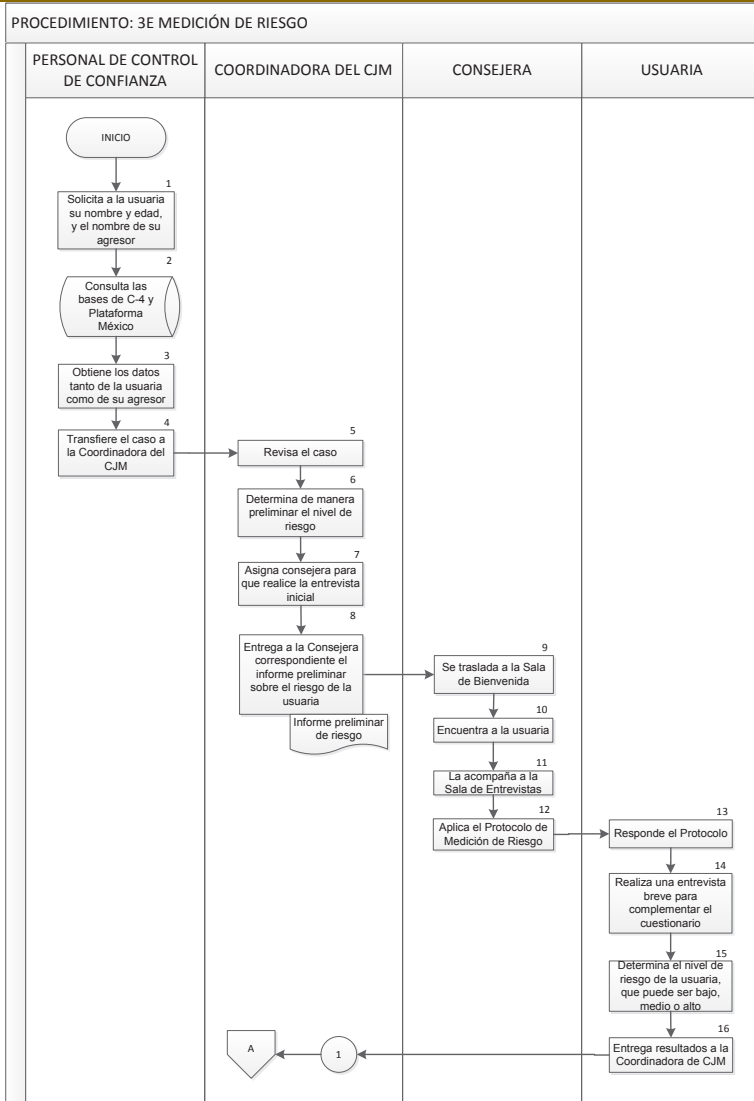 PROCEDIMIENTO: 3E MEDICIÓN DE RIESGO
PERSONAL DE CONTROL
DE CONFIANZA
COORDINADORA DEL CJM
CONSEJERA
USUARIA
INICIO
1
Solicita a la usuaria
su nombre y edad,
y el nombre de su
agresor
2
Consulta las
bases de C-4 y
Plataforma
México
3
Obtiene los datos
tanto de la usuaria
como de su agresor
4
Transfiere el caso a
la Coordinadora del
CJM
5
Revisa el caso
6
Determina de manera
preliminar el nivel de
riesgo
7
Asigna consejera para
que realice la entrevista
inicial
8
Entrega a la Consejera
correspondiente el
informe preliminar
sobre el riesgo de la
usuaria
Informe preliminar
de riesgo
9
Se traslada a la Sala
de Bienvenida
10
Encuentra a la usuaria
11
La acompaña a la
Sala de Entrevistas
12
Aplica el Protocolo de
Medición de Riesgo
13
Responde el Protocolo
14
Realiza una entrevista
breve para
complementar el
cuestionario
15
Determina el nivel de
riesgo de la usuaria,
que puede ser bajo,
medio o alto
16
Entrega resultados a la
Coordinadora de CJM
1
A